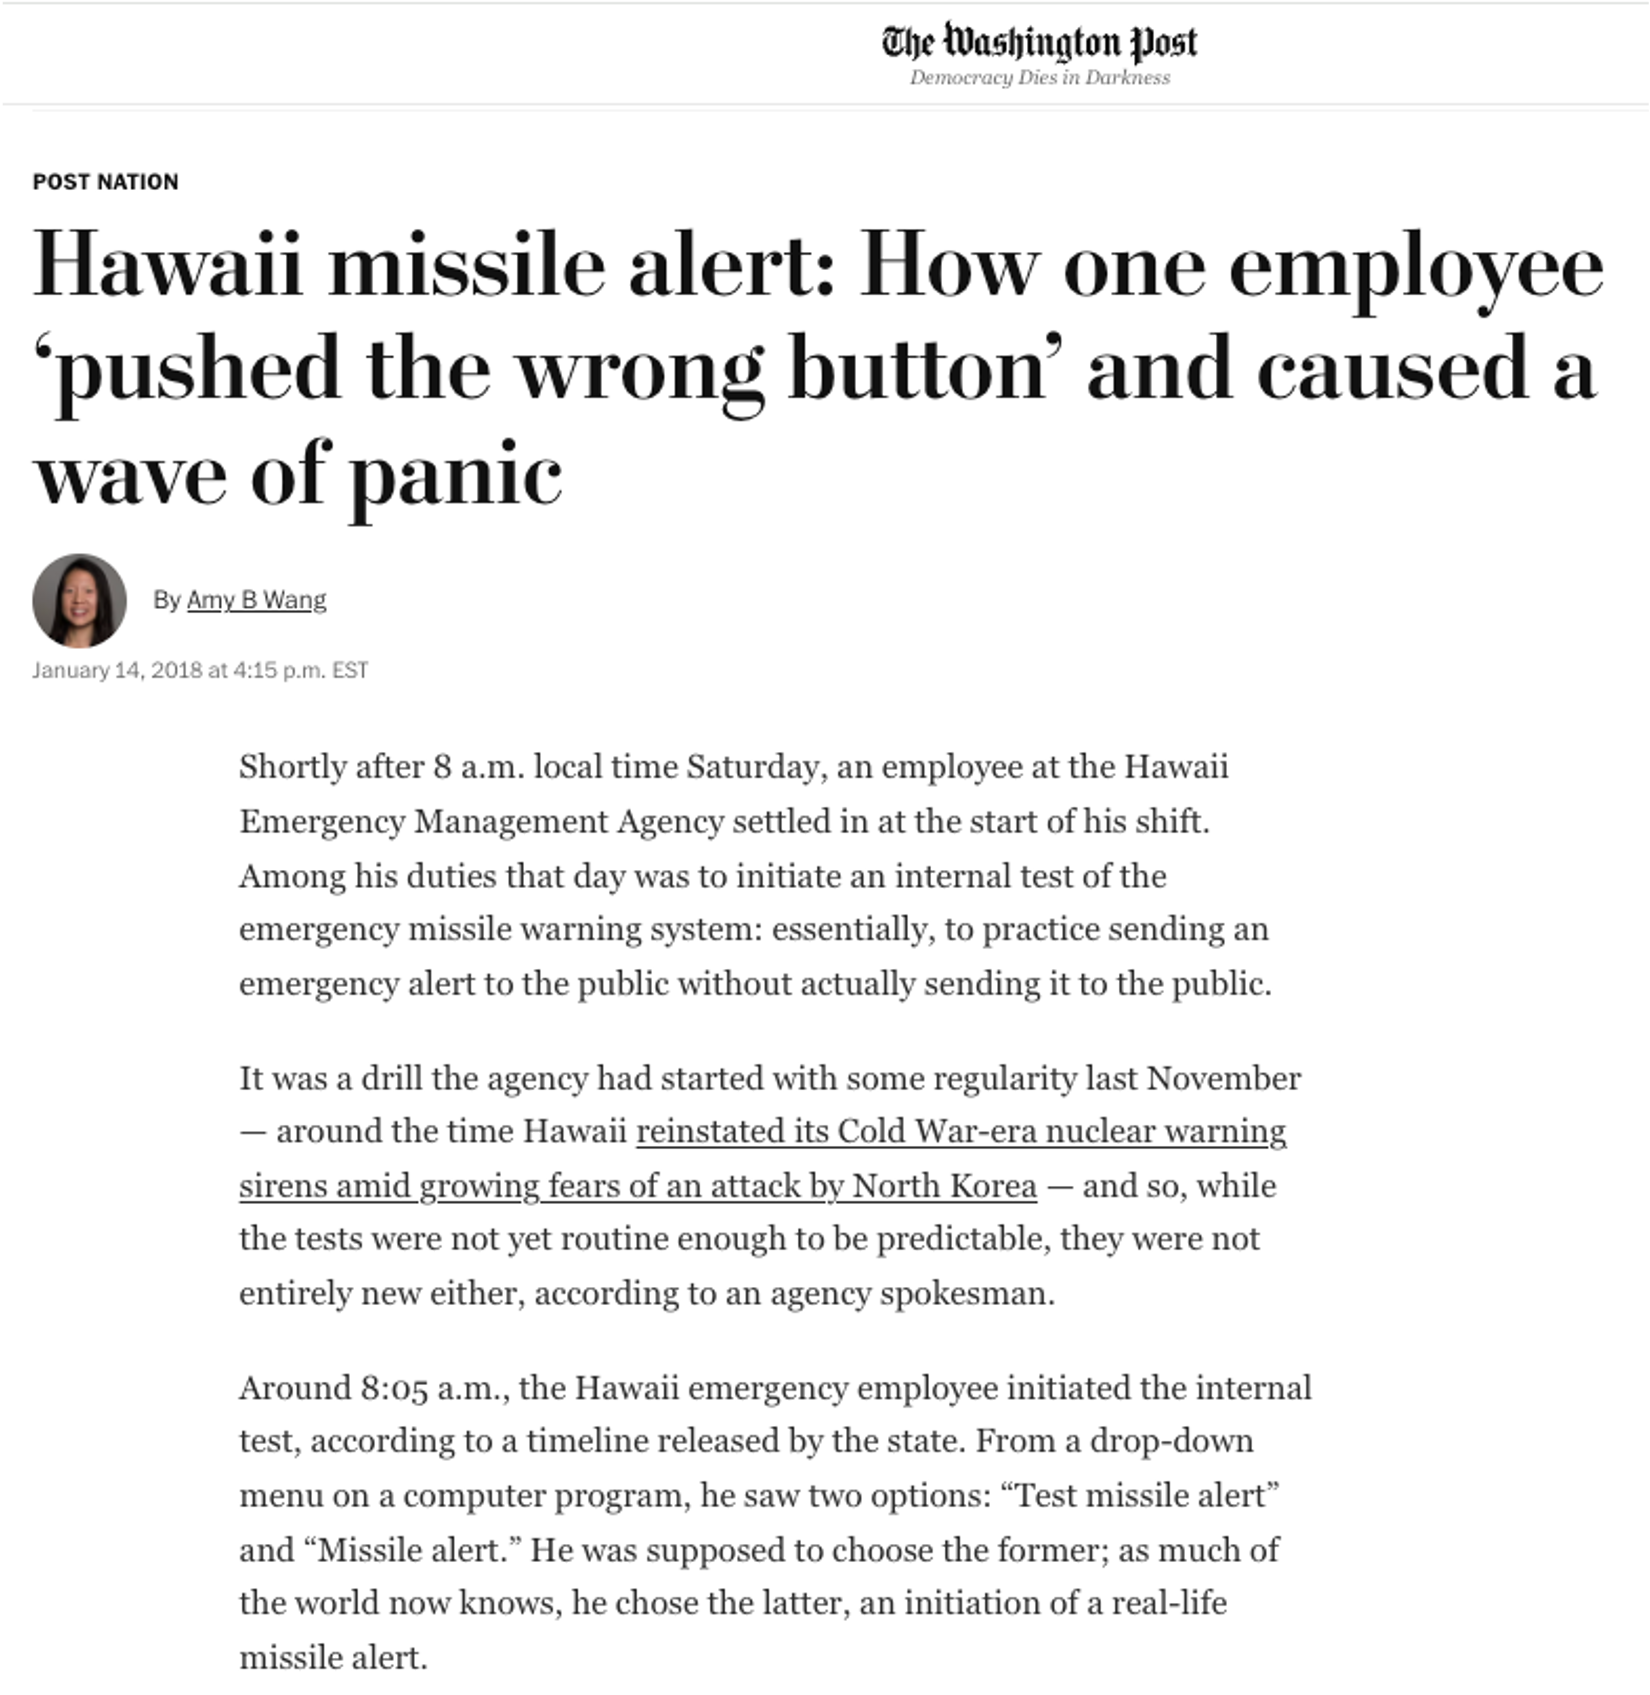 The Washington Post
Democracy Dies in Darkness
POST NATION
Hawaii missile alert: How one employee
‘pushed the wrong button’ and caused a
wave of panic
By Amy B Wang
January 14, 2018 at 4:15 p.m. EST
Shortly after 8 a.m. local time Saturday, an employee at the Hawaii
Emergency Management Agency settled in at the start of his shift.
Among his duties that day was to initiate an internal test of the
emergency missile warning system: essentially, to practice sending an
emergency alert to the public without actually sending it to the public.
It was a drill the agency had started with some regularity last November
— around the time Hawaii reinstated its Cold War-era nuclear warning
sirens amid growing fears of an attack by North Korea — and so, while
the tests were not yet routine enough to be predictable, they were not
entirely new either, according to an agency spokesman.
Around 8:05 a.m., the Hawaii emergency employee initiated the internal
test, according to a timeline released by the state. From a drop-down
menu on a computer program, he saw two options: “Test missile alert”
and “Missile alert.” He was supposed to choose the former; as much of
the world now knows, he chose the latter, an initiation of a real-life
missile alert.